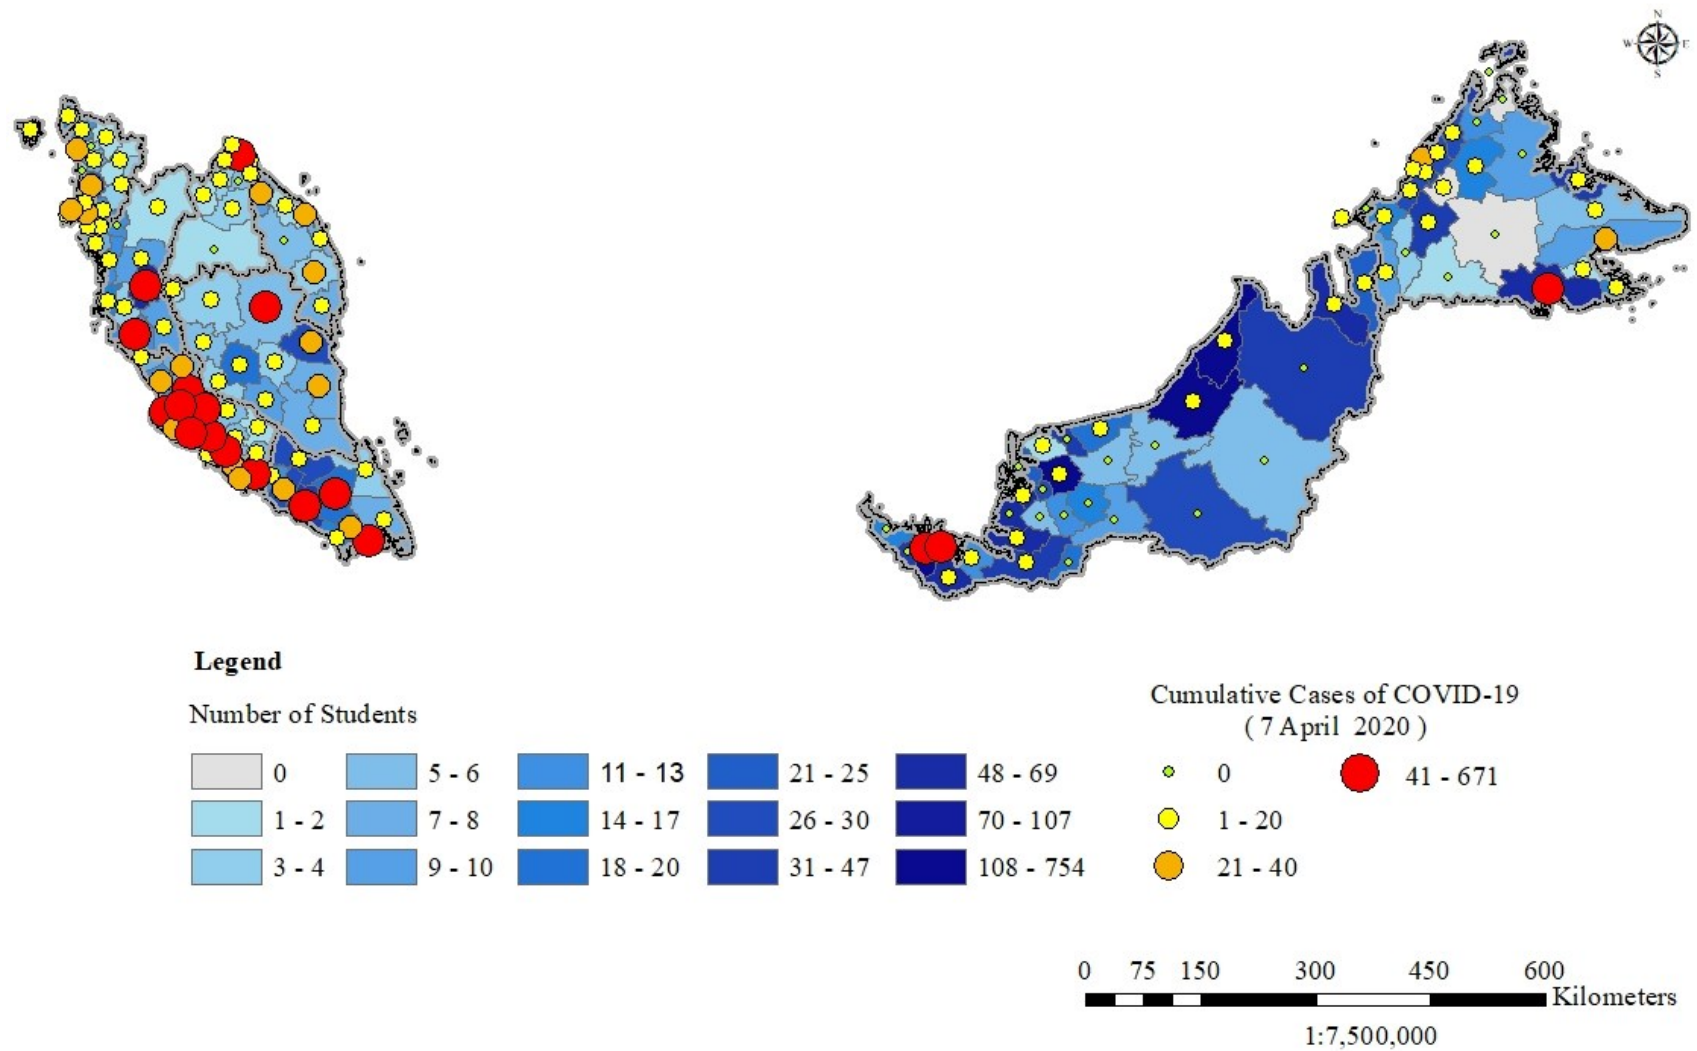 N
W E
S
Legend
Number of Students
0
1 - 2
3 - 4
5 - 6
7 - 8
9 - 10
11 - 13
14 - 17
18 - 20
21 - 25
26 - 30
31 - 47
48 - 69
70 - 107
108 - 754
Cumulative Cases of COVID-19
( 7 April 2020 )
0
1 - 20
21 - 40
41 - 671
0 75 150 300 450 600
Kilometers
1:7,500,000